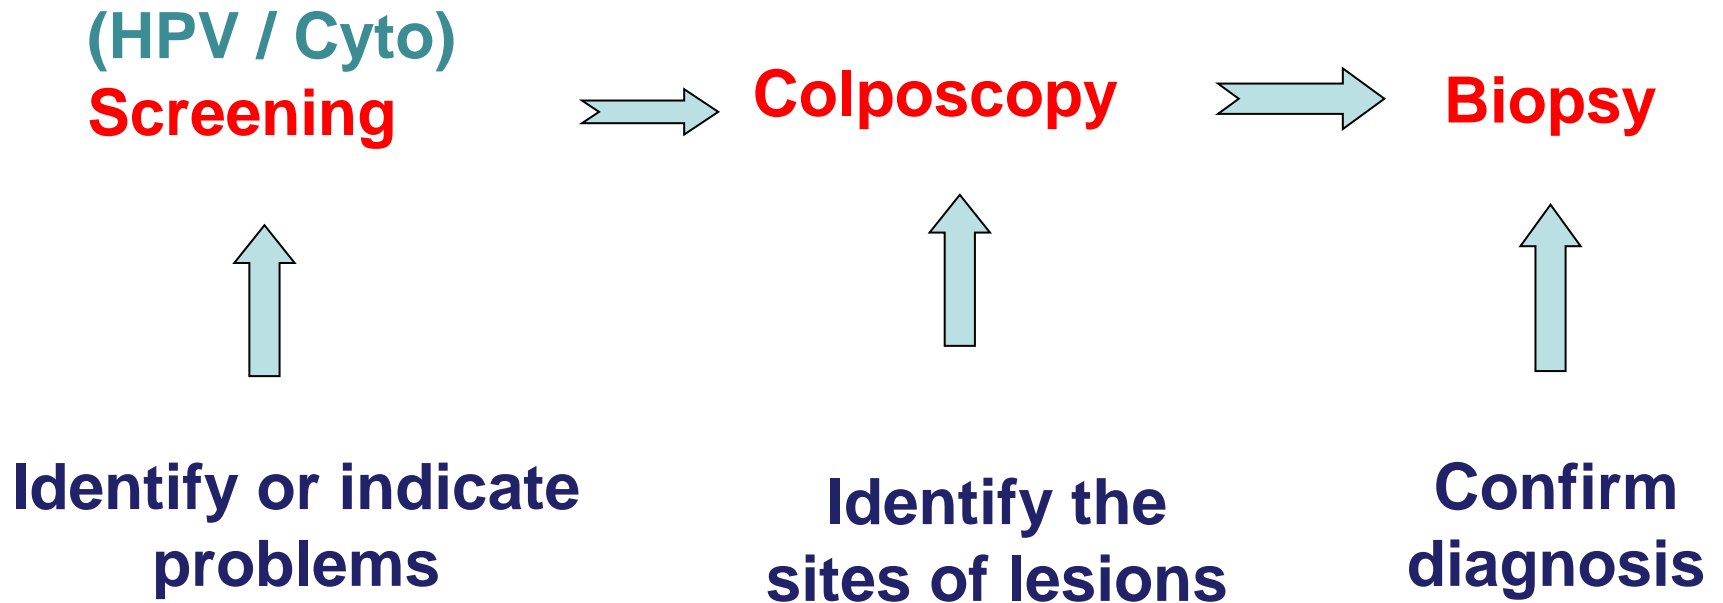 (HPV / Cyto)
Screening
Colposcopy
Biopsy
Identify or indicate
problems
Identify the
sites of lesions
Confirm
diagnosis